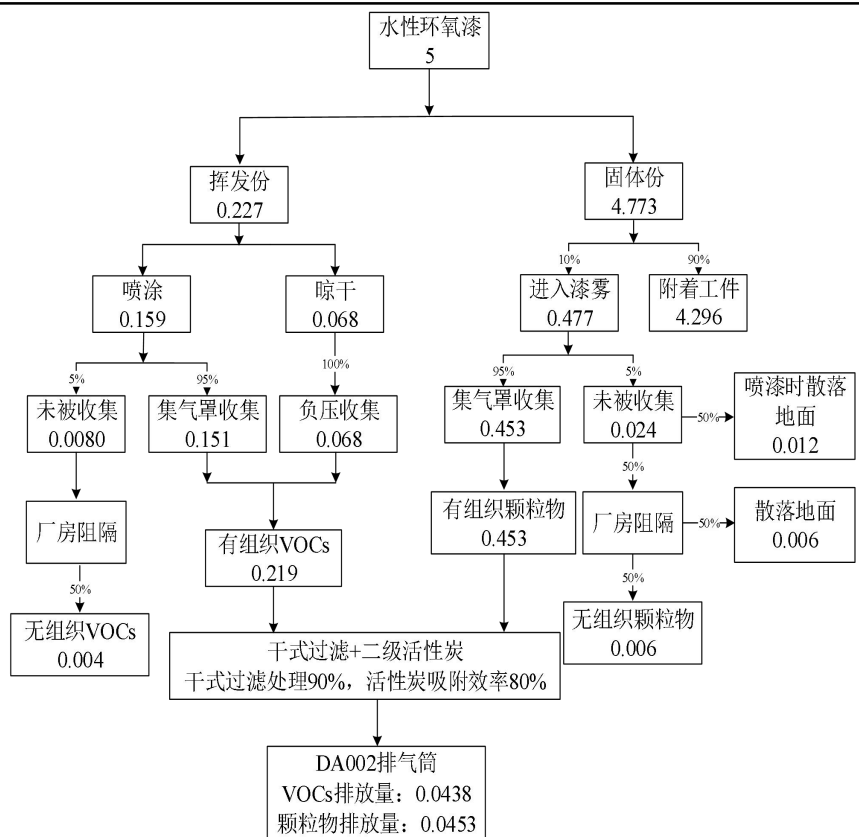 水性环氧漆
5
挥发份
0.227
固体份
4.773
10%
90%
喷涂
0.159
晾干
0.068
进入漆雾
0.477
附着工件
4.296
5%
95%
100%
95%
5%
未被收集
0.0080
集气罩收集
0.151
负压收集
0.068
集气罩收集
0.453
未被收集
0.024
50%
喷漆时散落
地面
0.012
50%
厂房阻隔
有组织VOCs
0.219
有组织颗粒物
0.453
厂房阻隔
50%
散落地面
0.006
50%
50%
无组织VOCs
0.004
无组织颗粒物
0.006
干式过滤+二级活性炭
干式过滤处理90%，活性炭吸附效率80%
DA002排气筒
VOCs排放量：0.0438
颗粒物排放量：0.0453